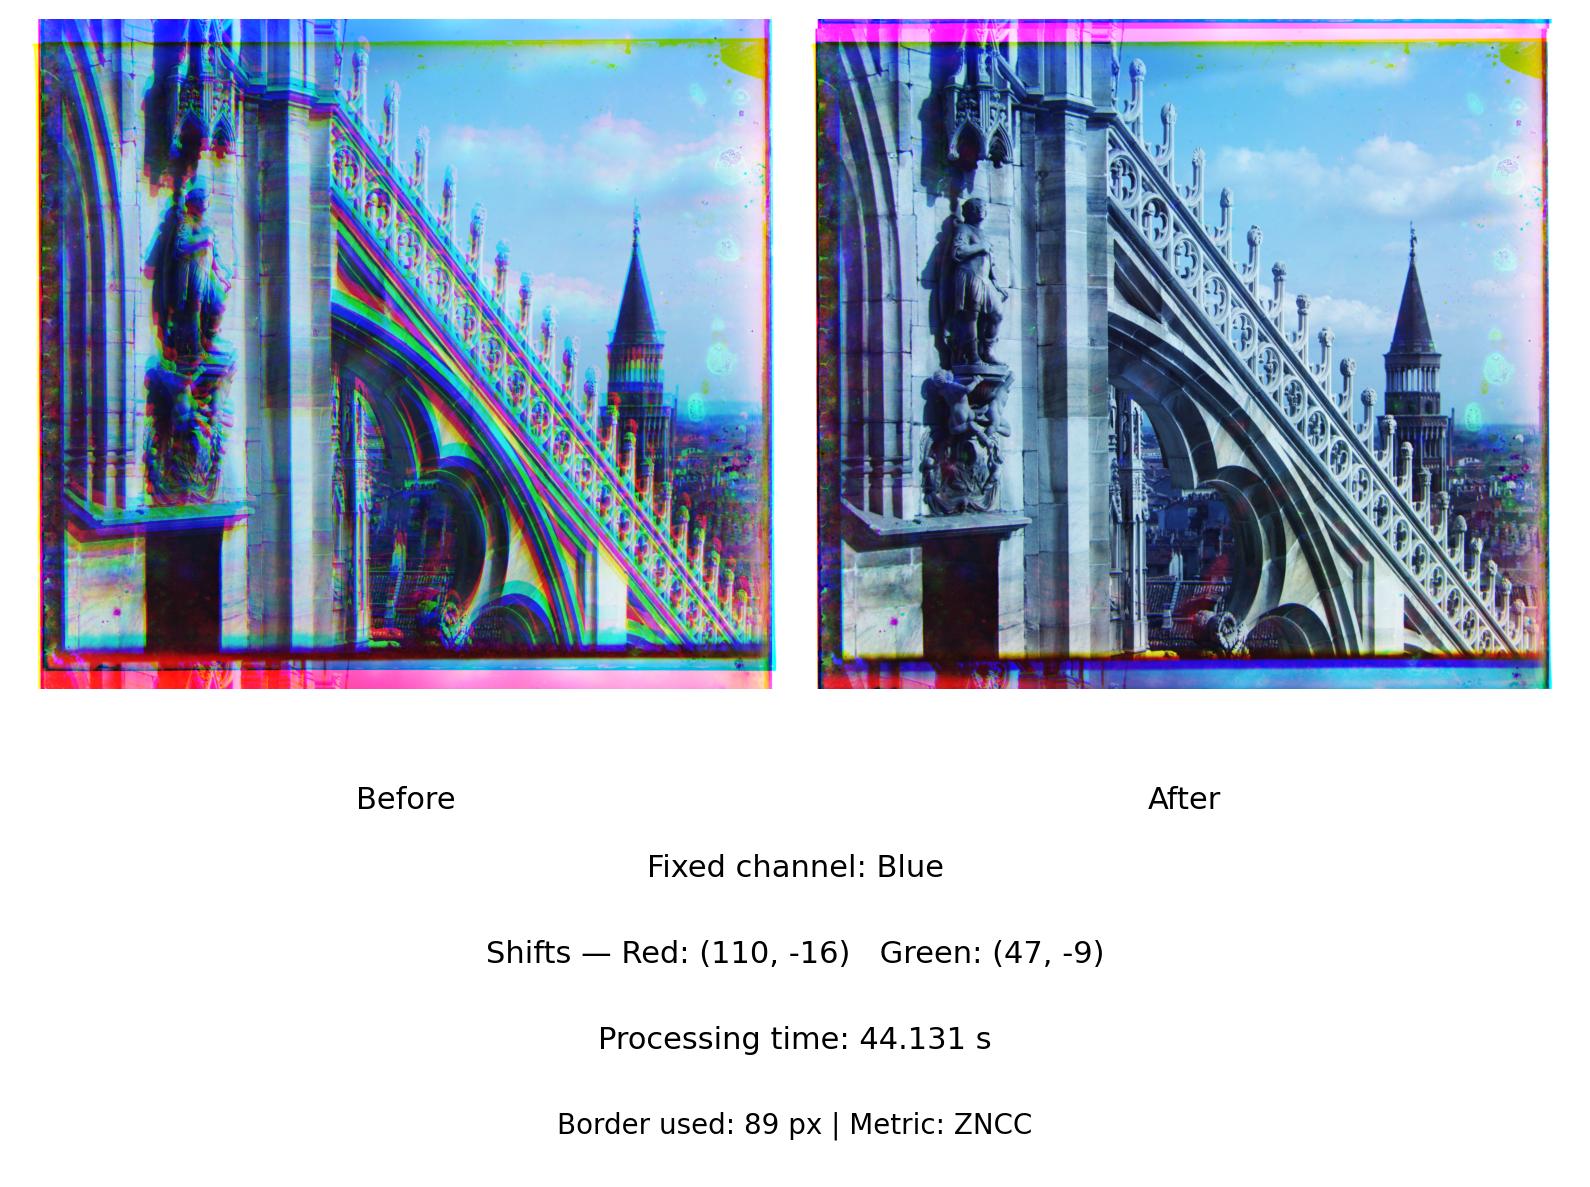 Before
After
Fixed channel: Blue
Shifts — Red: (110, -16)   Green: (47, -9)
Processing time: 44.131 s
Border used: 89 px | Metric: ZNCC